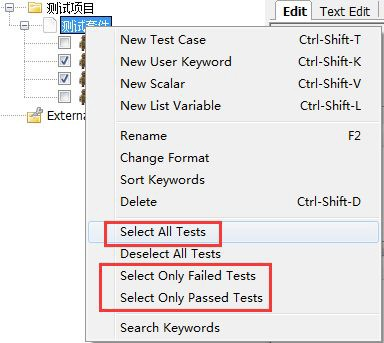 测试项目
Edit
Text Edit
测试套件
New Test Case Ctrl-Shift-T
New User Keyword Ctrl-Shift-K
New Scalar Ctrl-Shift-V
New List Variable Ctrl-Shift-L
Externa
Rename F2
Change Format
Sort Keywords
Delete Ctrl-Shift-D
Select All Tests
Deselect All Tests
Select Only Failed Tests
Select Only Passed Tests
Search Keywords